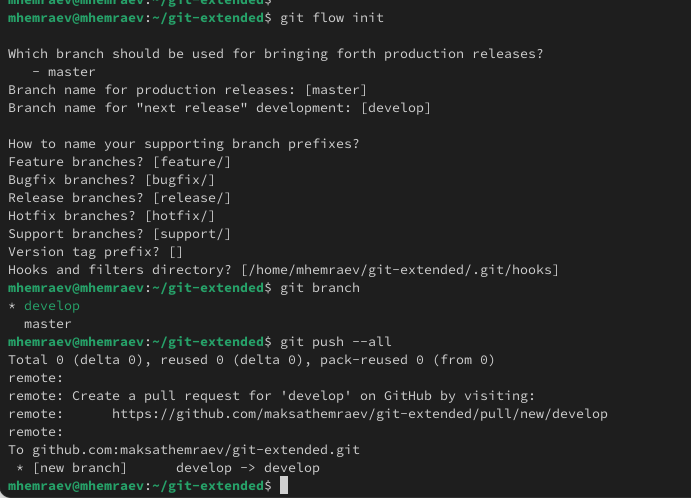 mhemraev@mhemraev:~/git-extended$
mhemraev@mhemraev:~/git-extended$ git flow init
Which branch should be used for bringing forth production releases?
   - master
Branch name for production releases: [master]
Branch name for "next release" development: [develop]
How to name your supporting branch prefixes?
Feature branches? [feature/]
Bugfix branches? [bugfix/]
Release branches? [release/]
Hotfix branches? [hotfix/]
Support branches? [support/]
Version tag prefix? []
Hooks and filters directory? [/home/mhemraev/git-extended/.git/hooks]
mhemraev@mhemraev:~/git-extended$ git branch
* develop
  master
mhemraev@mhemraev:~/git-extended$ git push --all
Total 0 (delta 0), reused 0 (delta 0), pack-reused 0 (from 0)
remote:
remote: Create a pull request for 'develop' on GitHub by visiting:
remote:      https://github.com/maksathemraev/git-extended/pull/new/develop
remote:
To github.com:maksathemraev/git-extended.git
 * [new branch]      develop -> develop
mhemraev@mhemraev:~/git-extended$